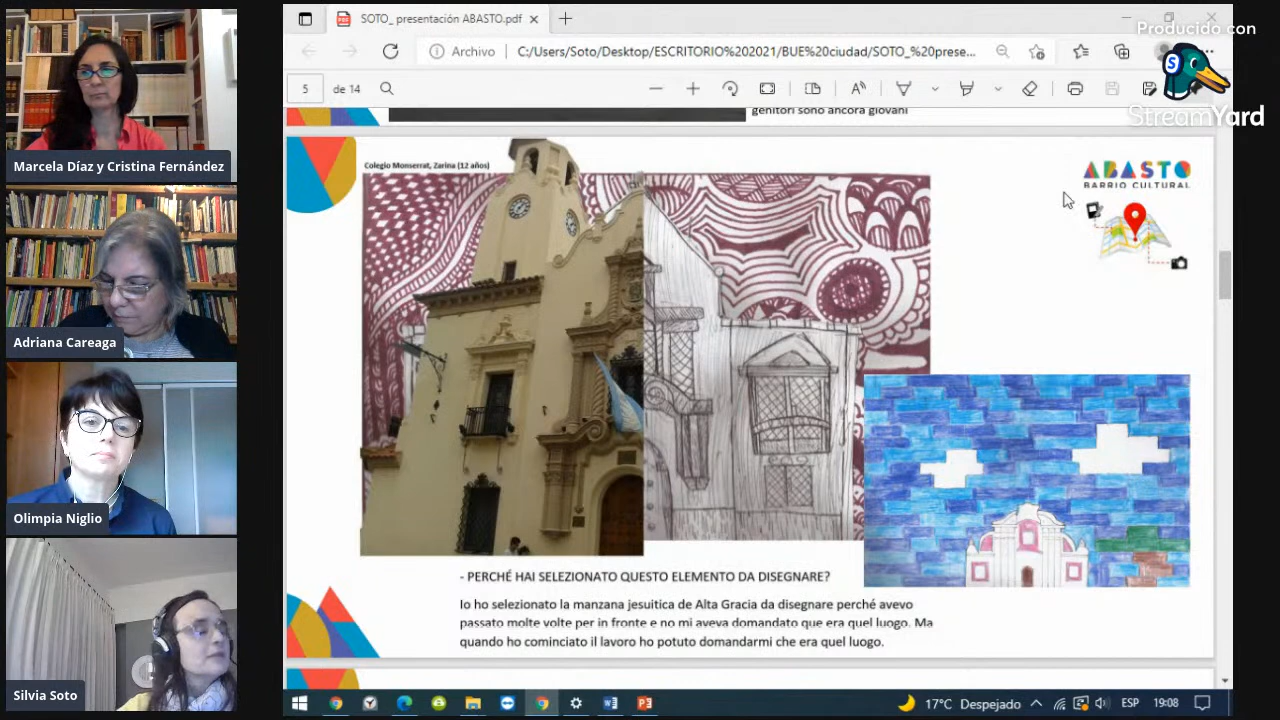 SOTO_ presentación ABASTO.pdf
Producido con
StreamYard
Archivo
C:/Users/Soto/Desktop/ESCRITORIO%202021/BUE%20ciudad/SOTO_%20prese...
5
de 14
genitori sono ancora giovani
Colegio Monserrat, Zarina (12 años)
ABASTO
BARRIO CULTURAL
Marcela Díaz y Cristina Fernández
Adriana Careaga
Olimpia Niglio
Silvia Soto
- PERCHÉ HAI SELEZIONATO QUESTO ELEMENTO DA DISEGNARE?
Io ho selezionato la manzana jesuitica de Alta Gracia da disegnare perché avevo
passato molte volte per in fronte e no mi aveva domandato que era quel luogo. Ma
quando ho cominciato il lavoro ho potuto domandarmi che era quel luogo.
17°C Despejado
ESP
19:08